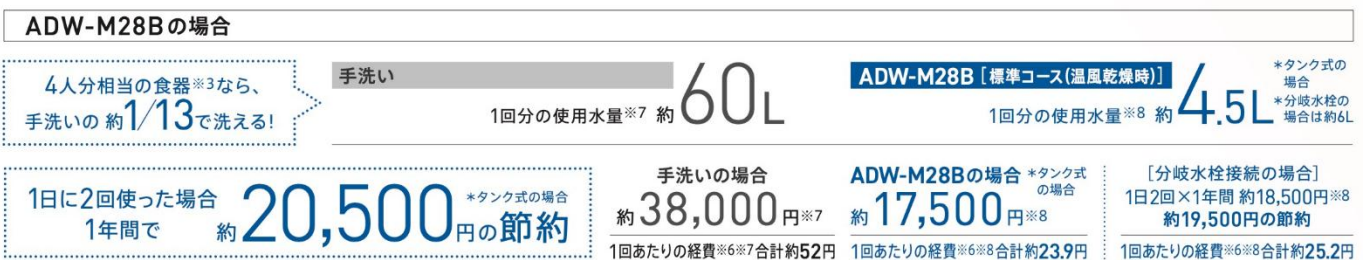 ADW-M28Bの場合
4人分相当の食器※3なら、
手洗いの 約1/13で洗える!
手洗い
1回分の使用水量※7 約60L
ADW-M28B [標準コース(温風乾燥時)]
1回分の使用水量※8 約4.5L
*タンク式の
場合
*分岐水栓の
場合は約6L
1日に2回使った場合
1年間で 約20,500円の節約
*タンク式の場合
手洗いの場合
約38,000円※7
1回あたりの経費※6※7合計約52円
ADW-M28Bの場合 *タンク式
の場合
約17,500円※8
1回あたりの経費※6※8合計約23.9円
[分岐水栓接続の場合]
1日2回×1年間 約18,500円※8
約19,500円の節約
1回あたりの経費※6※8合計約25.2円